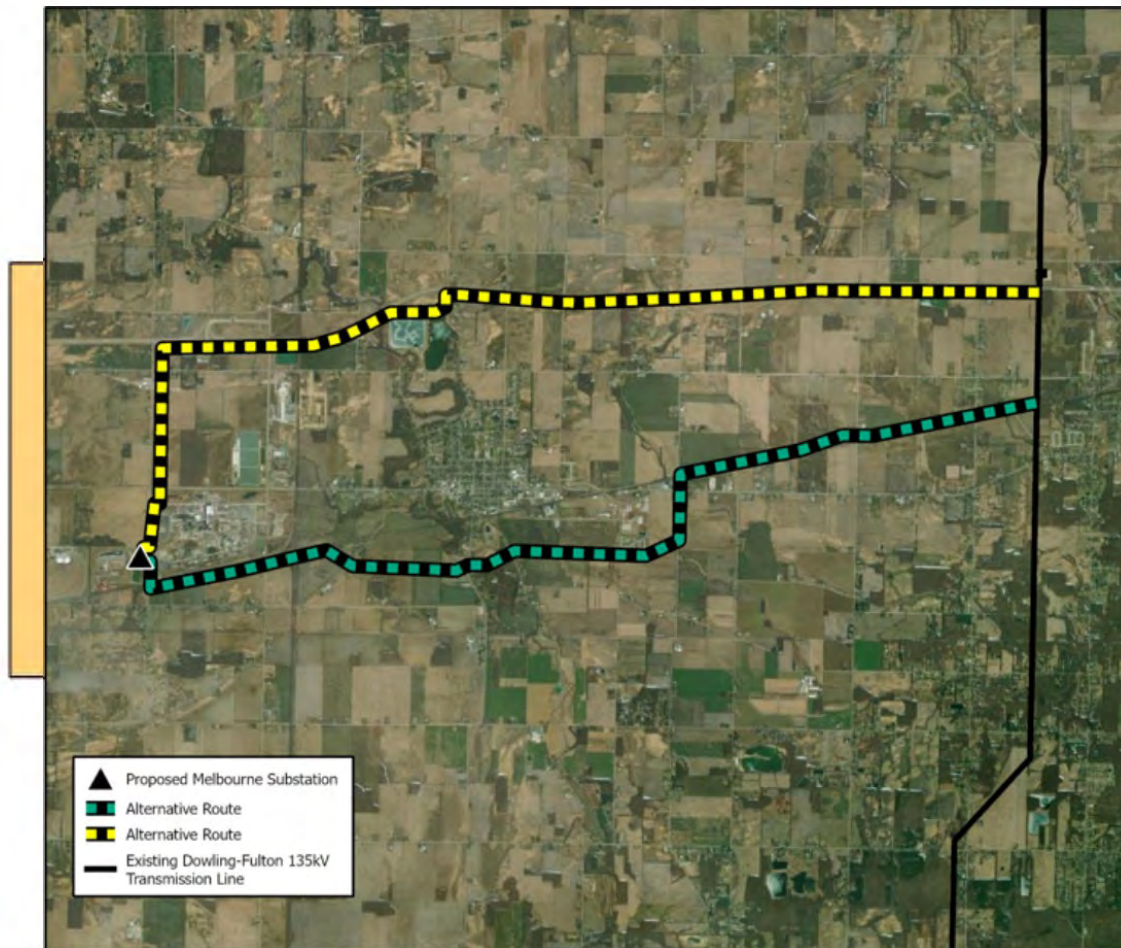 Proposed Melbourne Substation
Alternative Route
Alternative Route
Existing Dowling-Fulton 135kV
Transmission Line